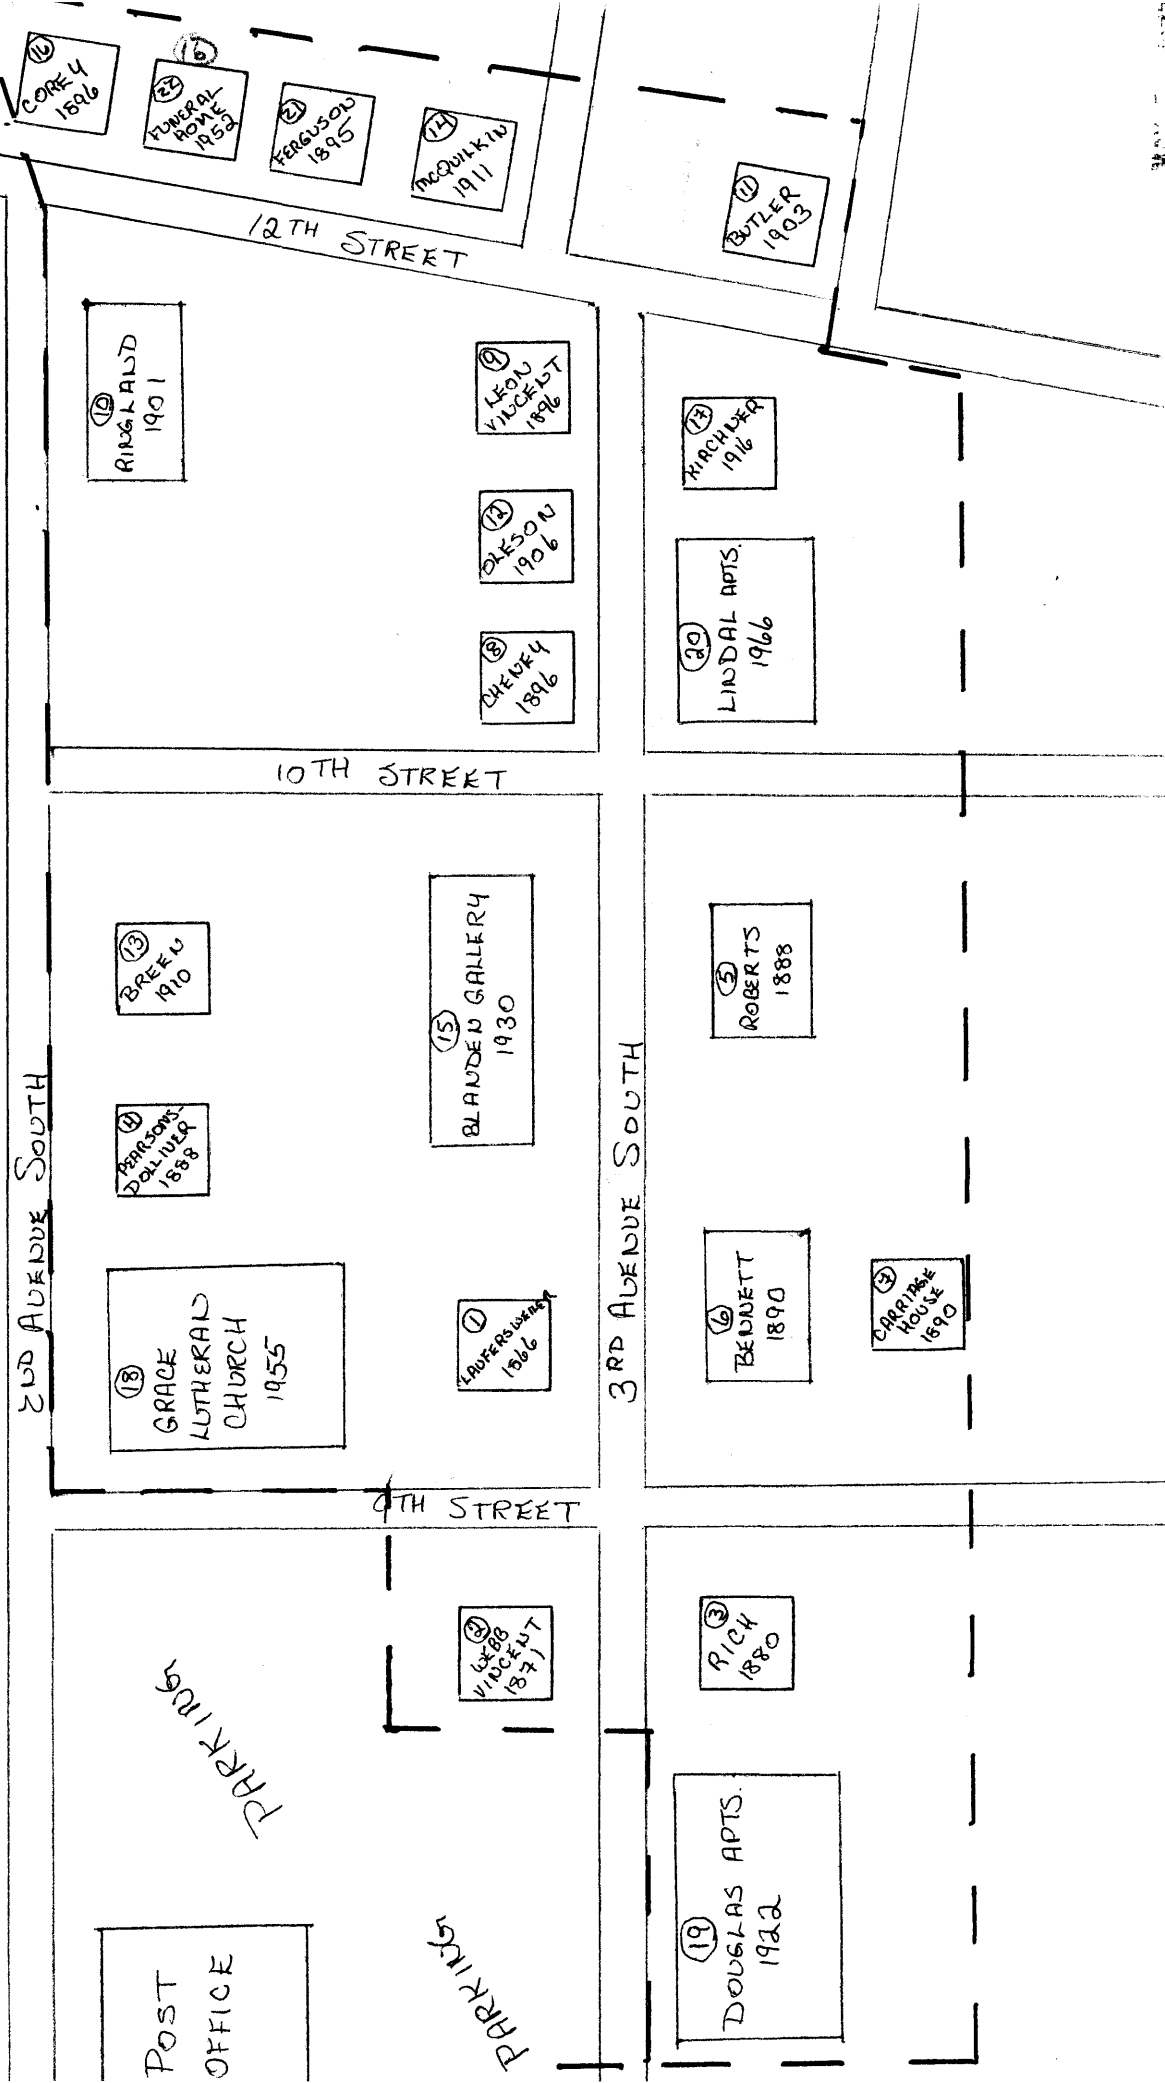 16
COREY
1896
16
22
FUNERAL
HOME
1952
21
FERGUSON
1895
14
MCQUILKIN
1911
11
BUTLER
1903
12TH STREET
10
RINGLAND
1901
9
LEON
VINCENT
1896
17
KIRCHNER
1916
12
OLESON
1906
20
LINDAL APTS.
1966
8
CHENEY
1896
10TH STREET
13
BREEN
1910
15
BLANDEN GALLERY
1930
5
ROBERTS
1888
4
PEARSONS-
DOLLIVER
1888
2ND AVENUE SOUTH
3RD AVENUE SOUTH
18
GRACE
LUTHERAN
CHURCH
1955
1
LAUFERSWEILER
1866
6
BENNETT
1890
7
CARRIAGE
HOUSE
1890
9TH STREET
2
WEBB
VINCENT
1871
3
RICH
1880
PARKING
PARKING
19
DOUGLAS APTS.
1922
POST
OFFICE